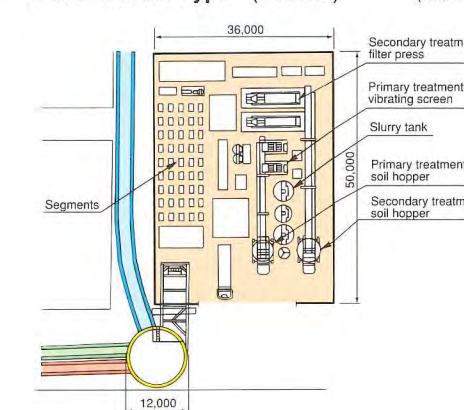 36,000
Secondary treatm
filter press
Primary treatment
vibrating screen
Slurry tank
Primary treatment
soil hopper
50,000
Secondary treatm
soil hopper
Segments
12,000